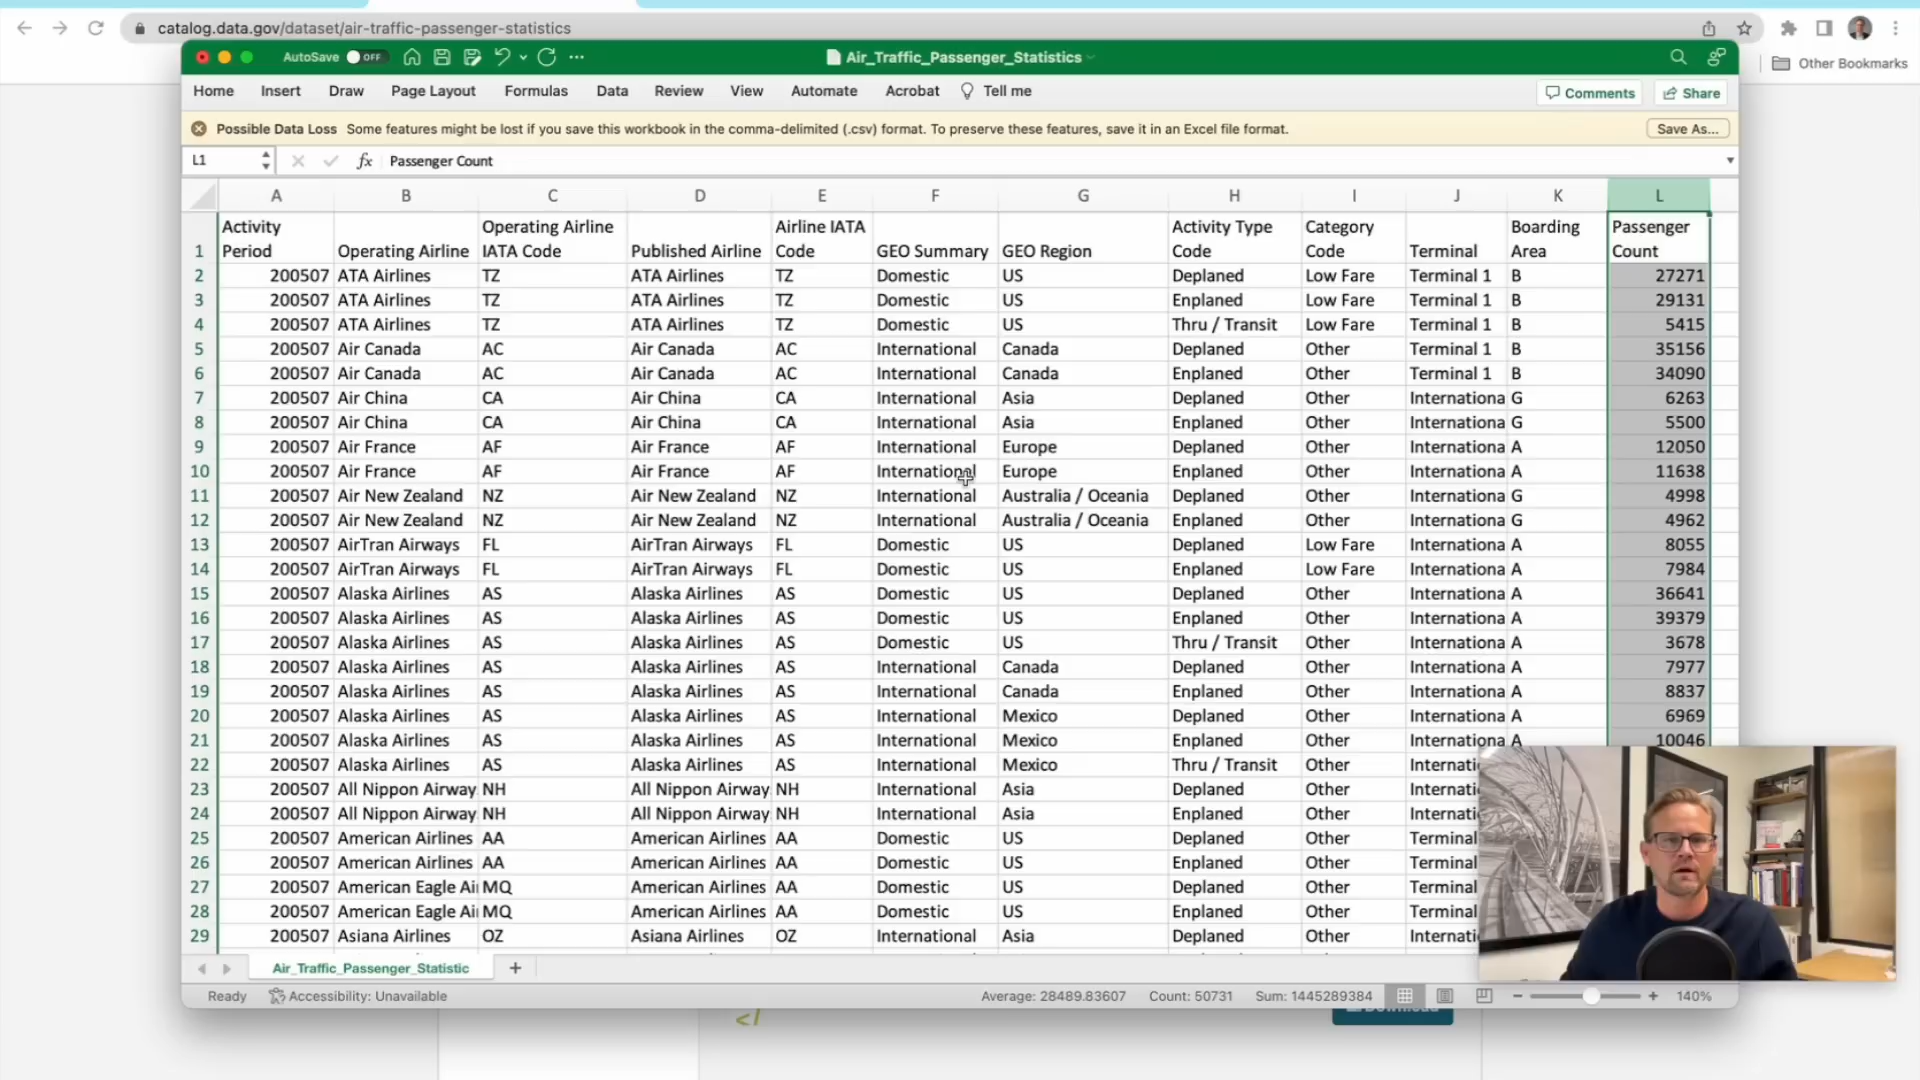 catalog.data.gov/dataset/air-traffic-passenger-statistics
Other Bookmarks
AutoSave OFF ... Air_Traffic_Passenger_Statistics
Home Insert Draw Page Layout Formulas Data Review View Automate Acrobat Tell me Comments Share
Possible Data Loss Some features might be lost if you save this workbook in the comma-delimited (.csv) format. To preserve these features, save it in an Excel file format. Save As...
L1 fx Passenger Count
A B C D E F G H I J K L
1 Activity Period Operating Airline Operating Airline IATA Code Published Airline Airline IATA Code GEO Summary GEO Region Activity Type Code Category Code Terminal Boarding Area Passenger Count
2 200507 ATA Airlines TZ ATA Airlines TZ Domestic US Deplaned Low Fare Terminal 1 B 27271
3 200507 ATA Airlines TZ ATA Airlines TZ Domestic US Enplaned Low Fare Terminal 1 B 29131
4 200507 ATA Airlines TZ ATA Airlines TZ Domestic US Thru / Transit Low Fare Terminal 1 B 5415
5 200507 Air Canada AC Air Canada AC International Canada Deplaned Other Terminal 1 B 35156
6 200507 Air Canada AC Air Canada AC International Canada Enplaned Other Terminal 1 B 34090
7 200507 Air China CA Air China CA International Asia Deplaned Other Internationa G 6263
8 200507 Air China CA Air China CA International Asia Enplaned Other Internationa G 5500
9 200507 Air France AF Air France AF International Europe Deplaned Other Internationa A 12050
10 200507 Air France AF Air France AF International Europe Enplaned Other Internationa A 11638
11 200507 Air New Zealand NZ Air New Zealand NZ International Australia / Oceania Deplaned Other Internationa G 4998
12 200507 Air New Zealand NZ Air New Zealand NZ International Australia / Oceania Enplaned Other Internationa G 4962
13 200507 AirTran Airways FL AirTran Airways FL Domestic US Deplaned Low Fare Internationa A 8055
14 200507 AirTran Airways FL AirTran Airways FL Domestic US Enplaned Low Fare Internationa A 7984
15 200507 Alaska Airlines AS Alaska Airlines AS Domestic US Deplaned Other Internationa A 36641
16 200507 Alaska Airlines AS Alaska Airlines AS Domestic US Enplaned Other Internationa A 39379
17 200507 Alaska Airlines AS Alaska Airlines AS Domestic US Thru / Transit Other Internationa A 3678
18 200507 Alaska Airlines AS Alaska Airlines AS International Canada Deplaned Other Internationa A 7977
19 200507 Alaska Airlines AS Alaska Airlines AS International Canada Enplaned Other Internationa A 8837
20 200507 Alaska Airlines AS Alaska Airlines AS International Mexico Deplaned Other Internationa A 6969
21 200507 Alaska Airlines AS Alaska Airlines AS International Mexico Enplaned Other Internationa A 10046
22 200507 Alaska Airlines AS Alaska Airlines AS International Mexico Thru / Transit Other Internatio
23 200507 All Nippon Airway NH All Nippon Airway NH International Asia Deplaned Other Internatio
24 200507 All Nippon Airway NH All Nippon Airway NH International Asia Enplaned Other Internatio
25 200507 American Airlines AA American Airlines AA Domestic US Deplaned Other Terminal
26 200507 American Airlines AA American Airlines AA Domestic US Enplaned Other Terminal
27 200507 American Eagle Ai MQ American Airlines AA Domestic US Deplaned Other Terminal
28 200507 American Eagle Ai MQ American Airlines AA Domestic US Enplaned Other Terminal
29 200507 Asiana Airlines OZ Asiana Airlines OZ International Asia Deplaned Other Internatio
Air_Traffic_Passenger_Statistic +
Ready Accessibility: Unavailable Average: 28489.83607 Count: 50731 Sum: 1445289384 − + 140%
</ Download